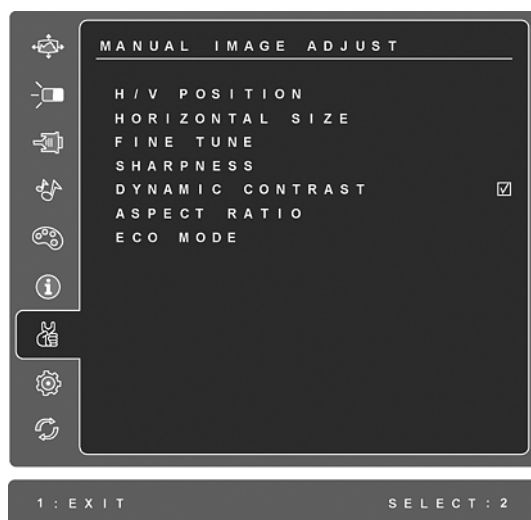 MANUAL IMAGE ADJUST
H/V POSITION
HORIZONTAL SIZE
FINE TUNE
SHARPNESS
DYNAMIC CONTRAST
ASPECT RATIO
ECO MODE
1:EXIT SELECT:2